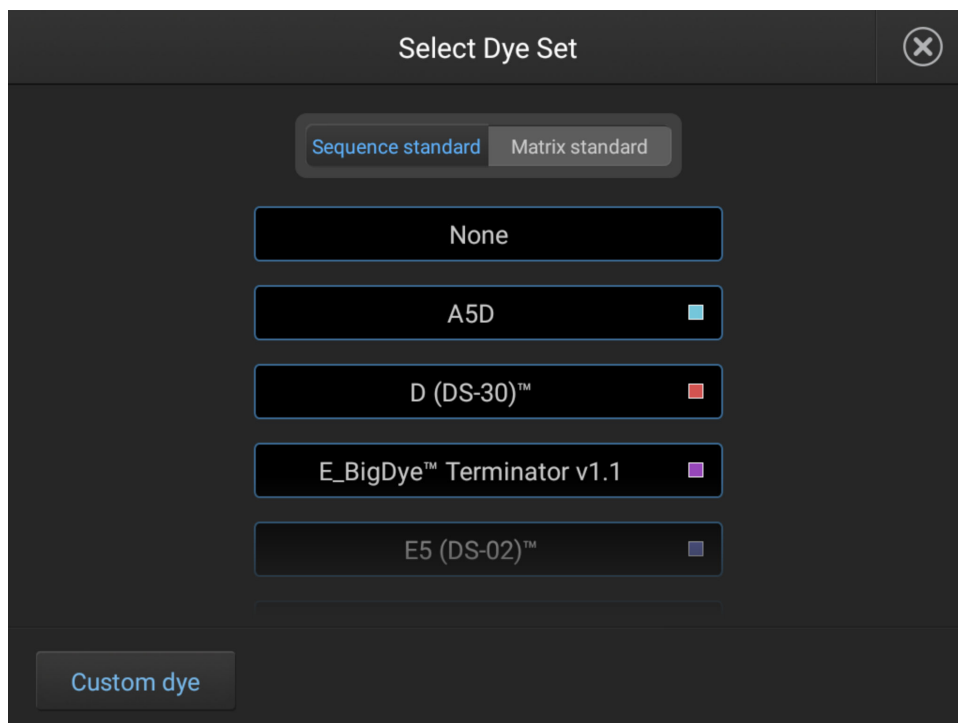 Select Dye Set
Sequence standard Matrix standard
None
A5D
D (DS-30)™
E_BigDye™ Terminator v1.1
E5 (DS-02)™
Custom dye